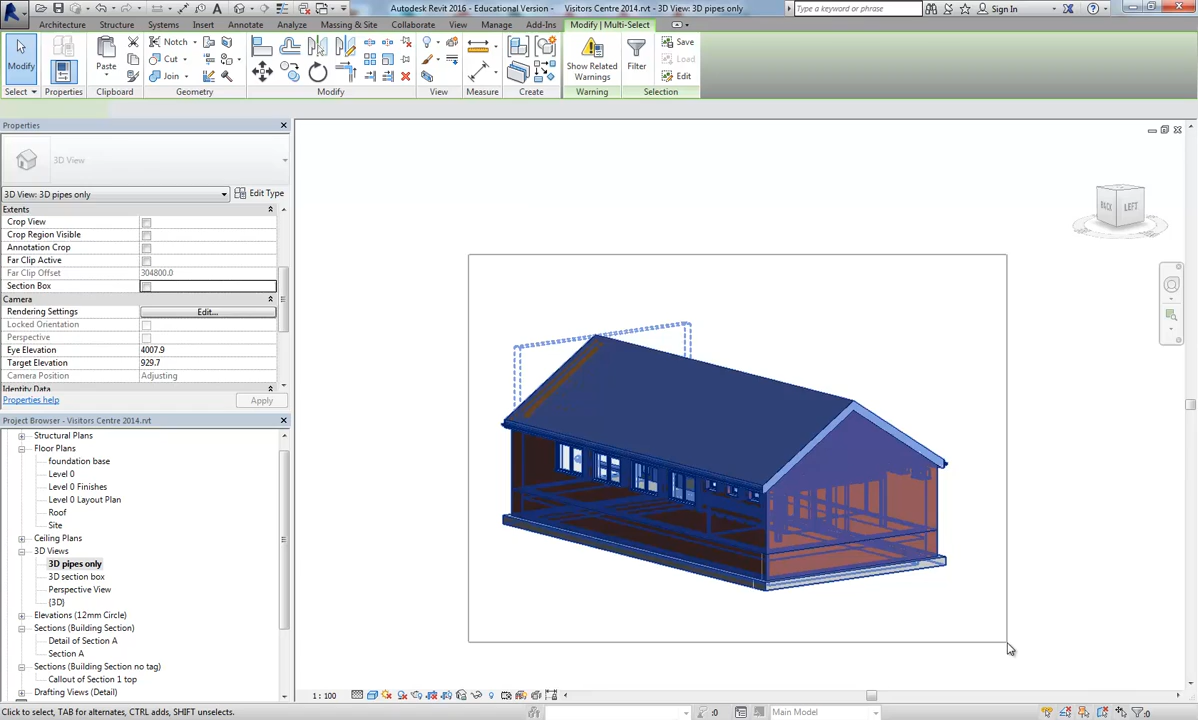 Autodesk Revit 2016 - Educational Version - Visitors Centre 2014.rvt - 3D View: 3D pipes only
Type a keyword or phrase
Sign In
Architecture Structure Systems Insert Annotate Analyze Massing & Site Collaborate View Manage Add-Ins Modify | Multi-Select
Modify
Paste
Notch
Cut
Join
Show Related Warnings
Filter
Save
Load
Edit
Select Properties Clipboard Geometry Modify View Measure Create Warning Selection
Properties
3D View
3D View: 3D pipes only
Edit Type
Extents
Crop View
Crop Region Visible
Annotation Crop
Far Clip Active
Far Clip Offset 304800.0
Section Box
Camera
Rendering Settings Edit...
Locked Orientation
Perspective
Eye Elevation 4007.9
Target Elevation 929.7
Camera Position Adjusting
Identity Data
Properties help
Apply
Project Browser - Visitors Centre 2014.rvt
Structural Plans
Floor Plans
foundation base
Level 0
Level 0 Finishes
Level 0 Layout Plan
Roof
Site
Ceiling Plans
3D Views
3D pipes only
3D section box
Perspective View
{3D}
Elevations (12mm Circle)
Sections (Building Section)
Detail of Section A
Section A
Sections (Building Section no tag)
Callout of Section 1 top
Drafting Views (Detail)
BACK LEFT
1 : 100
Click to select, TAB for alternates, CTRL adds, SHIFT unselects.
:0
Main Model
:0